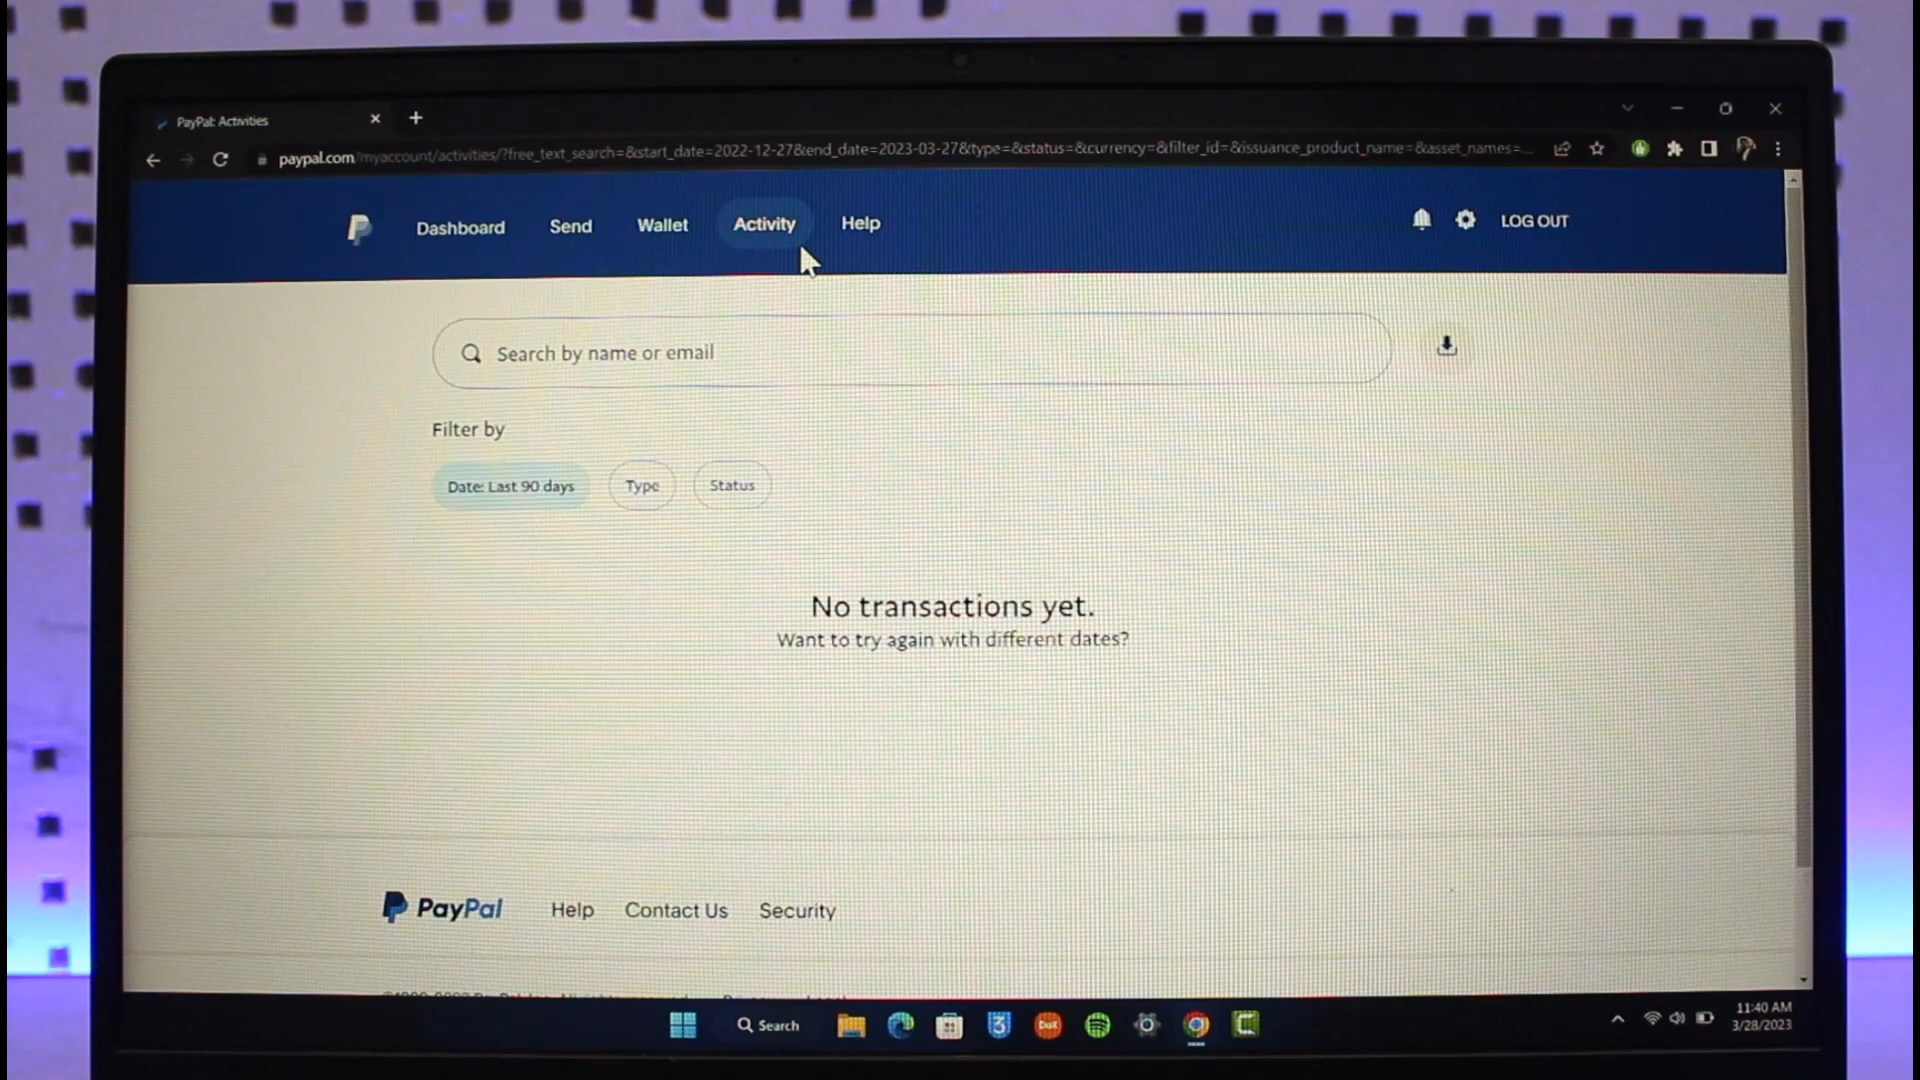 PayPal: Activities
paypal.com/myaccount/activities/?free_text_search=&start_date=2022-12-27&end_date=2023-03-27&type=&status=&currency=&filter_id=&issuance_product_name=&asset_names=...
Dashboard Send Wallet Activity Help LOG OUT
Search by name or email
Filter by
Date: Last 90 days Type Status
No transactions yet.
Want to try again with different dates?
PayPal Help Contact Us Security
Search
11:40 AM
3/28/2023